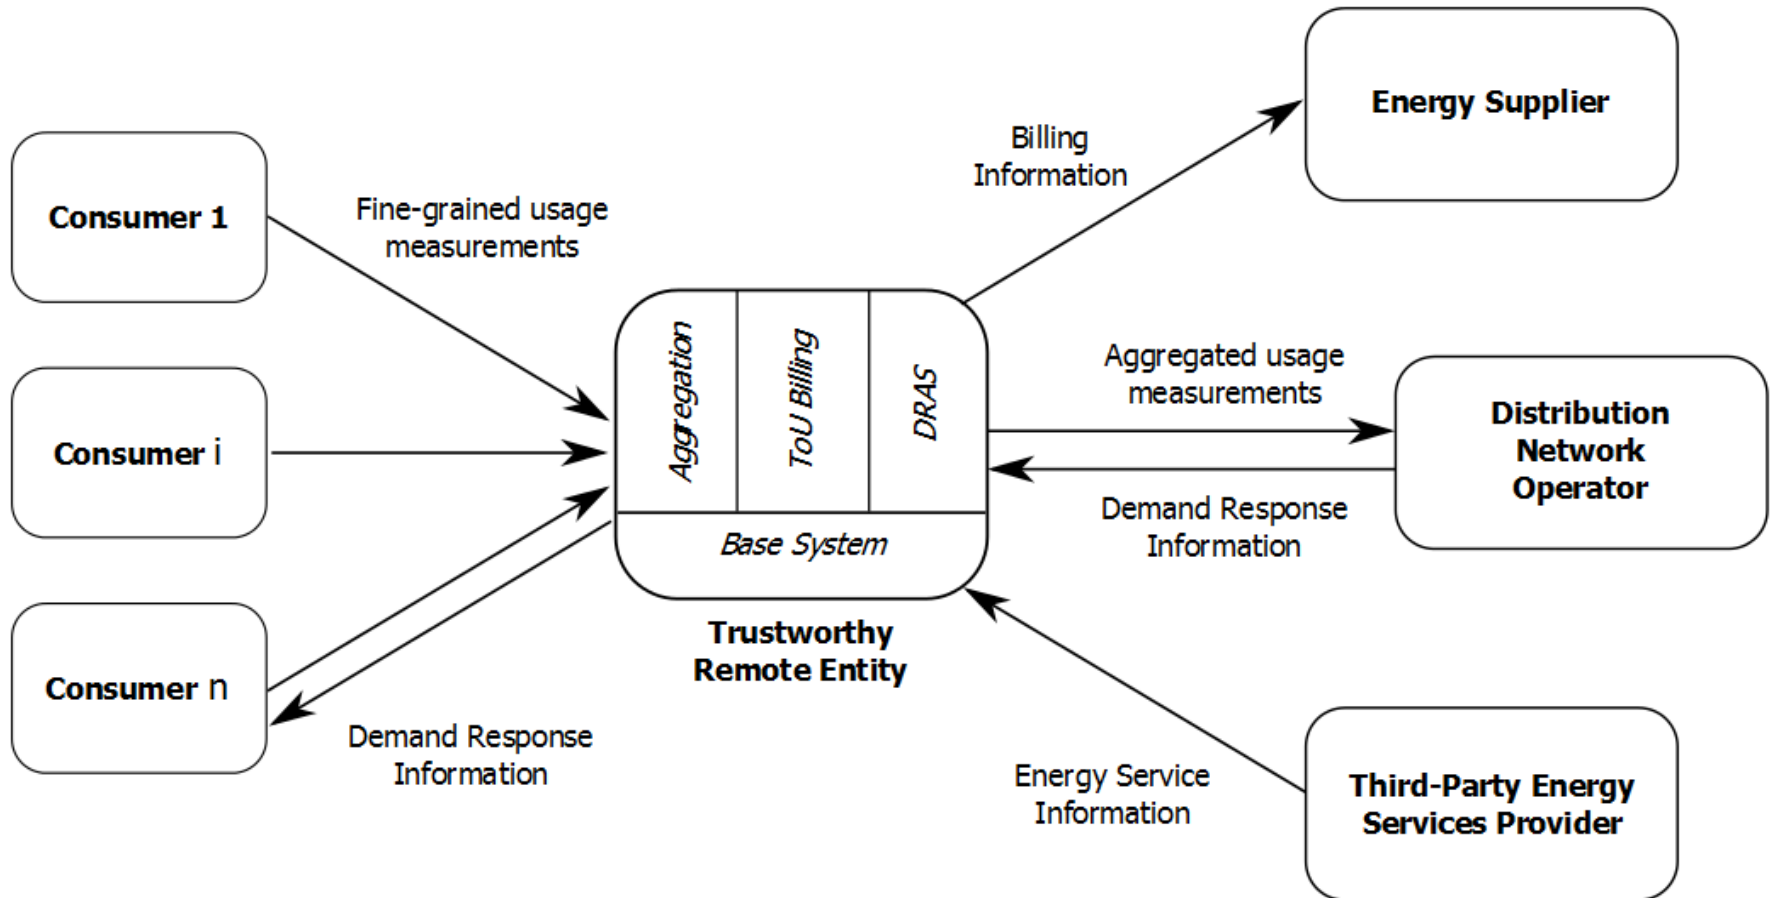 Consumer 1
Consumer i
Consumer n
Fine-grained usage
measurements
Demand Response
Information
Aggregation
ToU Billing
DRAS
Base System
Trustworthy
Remote Entity
Billing
Information
Energy Supplier
Aggregated usage
measurements
Demand Response
Information
Distribution
Network
Operator
Energy Service
Information
Third-Party Energy
Services Provider